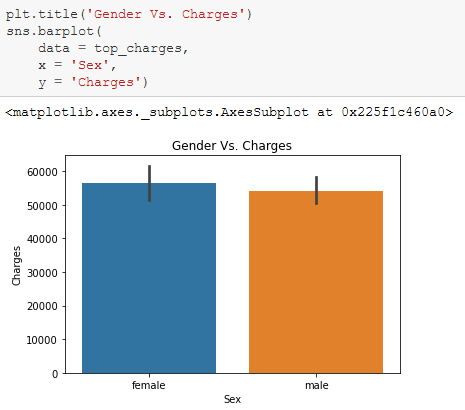 plt.title('Gender Vs. Charges')
sns.barplot(
    data = top_charges,
    x = 'Sex',
    y = 'Charges')
<matplotlib.axes._subplots.AxesSubplot at 0x225f1c460a0>
Gender Vs. Charges
60000
50000
40000
30000
20000
10000
0
Charges
female male
Sex